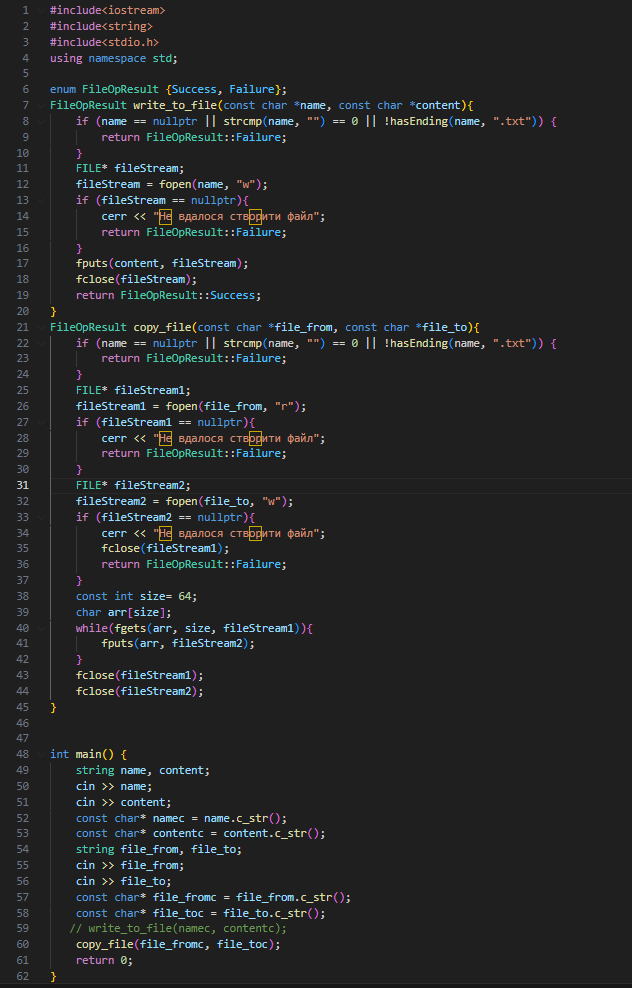 1 #include<iostream>
2 #include<string>
3 #include<stdio.h>
4 using namespace std;
5
6 enum FileOpResult {Success, Failure};
7 FileOpResult write_to_file(const char *name, const char *content){
8     if (name == nullptr || strcmp(name, "") == 0 || !hasEnding(name, ".txt")) {
9         return FileOpResult::Failure;
10     }
11     FILE* fileStream;
12     fileStream = fopen(name, "w");
13     if (fileStream == nullptr){
14         cerr << "Не вдалося створити файл";
15         return FileOpResult::Failure;
16     }
17     fputs(content, fileStream);
18     fclose(fileStream);
19     return FileOpResult::Success;
20 }
21 FileOpResult copy_file(const char *file_from, const char *file_to){
22     if (name == nullptr || strcmp(name, "") == 0 || !hasEnding(name, ".txt")) {
23         return FileOpResult::Failure;
24     }
25     FILE* fileStream1;
26     fileStream1 = fopen(file_from, "r");
27     if (fileStream1 == nullptr){
28         cerr << "Не вдалося створити файл";
29         return FileOpResult::Failure;
30     }
31     FILE* fileStream2;
32     fileStream2 = fopen(file_to, "w");
33     if (fileStream2 == nullptr){
34         cerr << "Не вдалося створити файл";
35         fclose(fileStream1);
36         return FileOpResult::Failure;
37     }
38     const int size= 64;
39     char arr[size];
40     while(fgets(arr, size, fileStream1)){
41         fputs(arr, fileStream2);
42     }
43     fclose(fileStream1);
44     fclose(fileStream2);
45 }
46
47
48 int main() {
49     string name, content;
50     cin >> name;
51     cin >> content;
52     const char* namec = name.c_str();
53     const char* contentc = content.c_str();
54     string file_from, file_to;
55     cin >> file_from;
56     cin >> file_to;
57     const char* file_fromc = file_from.c_str();
58     const char* file_toc = file_to.c_str();
59    // write_to_file(namec, contentc);
60     copy_file(file_fromc, file_toc);
61     return 0;
62 }